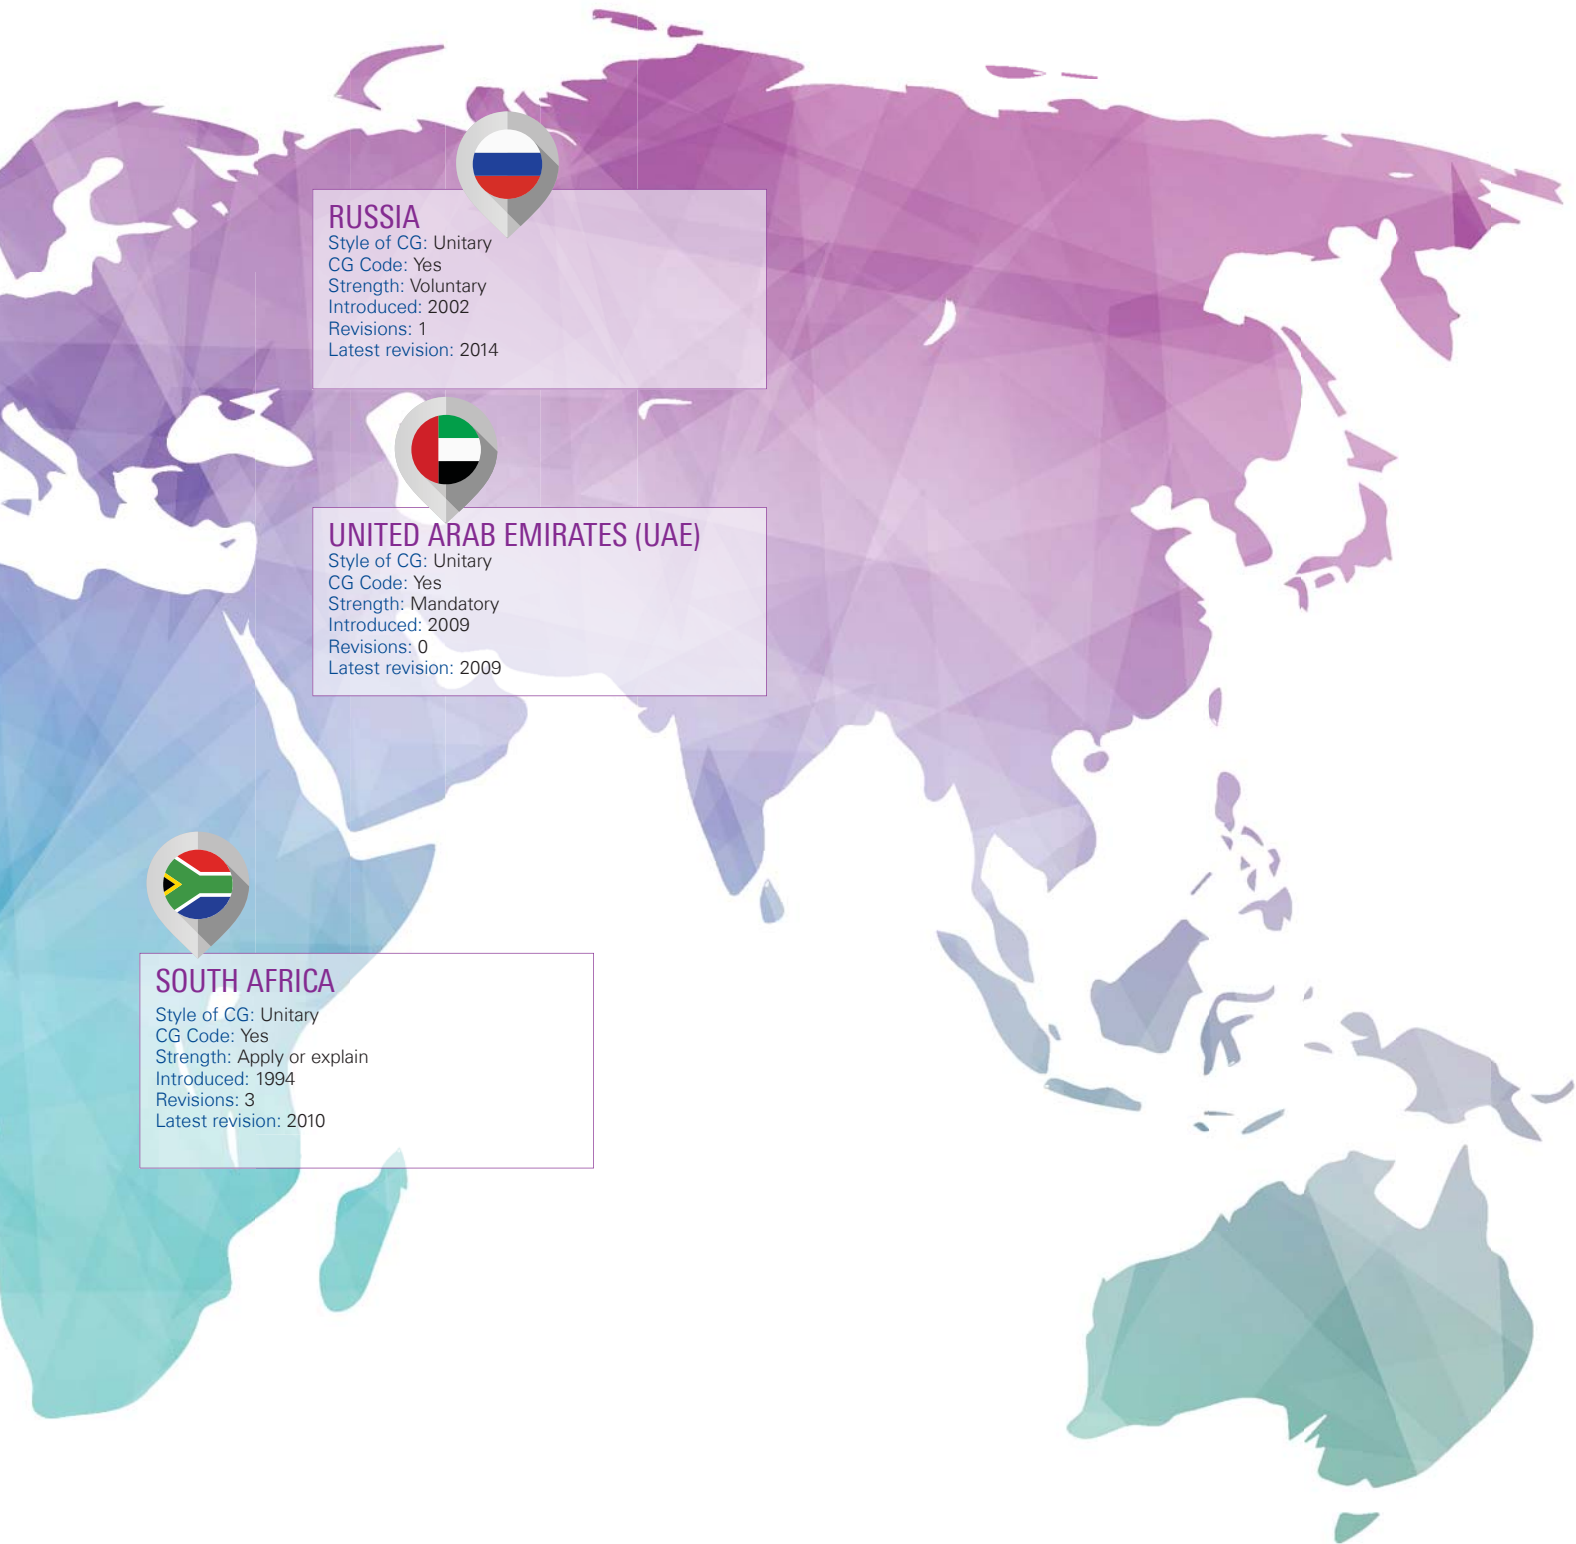 RUSSIA
Style of CG: Unitary
CG Code: Yes
Strength: Voluntary
Introduced: 2002
Revisions: 1
Latest revision: 2014
UNITED ARAB EMIRATES (UAE)
Style of CG: Unitary
CG Code: Yes
Strength: Mandatory
Introduced: 2009
Revisions: 0
Latest revision: 2009
SOUTH AFRICA
Style of CG: Unitary
CG Code: Yes
Strength: Apply or explain
Introduced: 1994
Revisions: 3
Latest revision: 2010